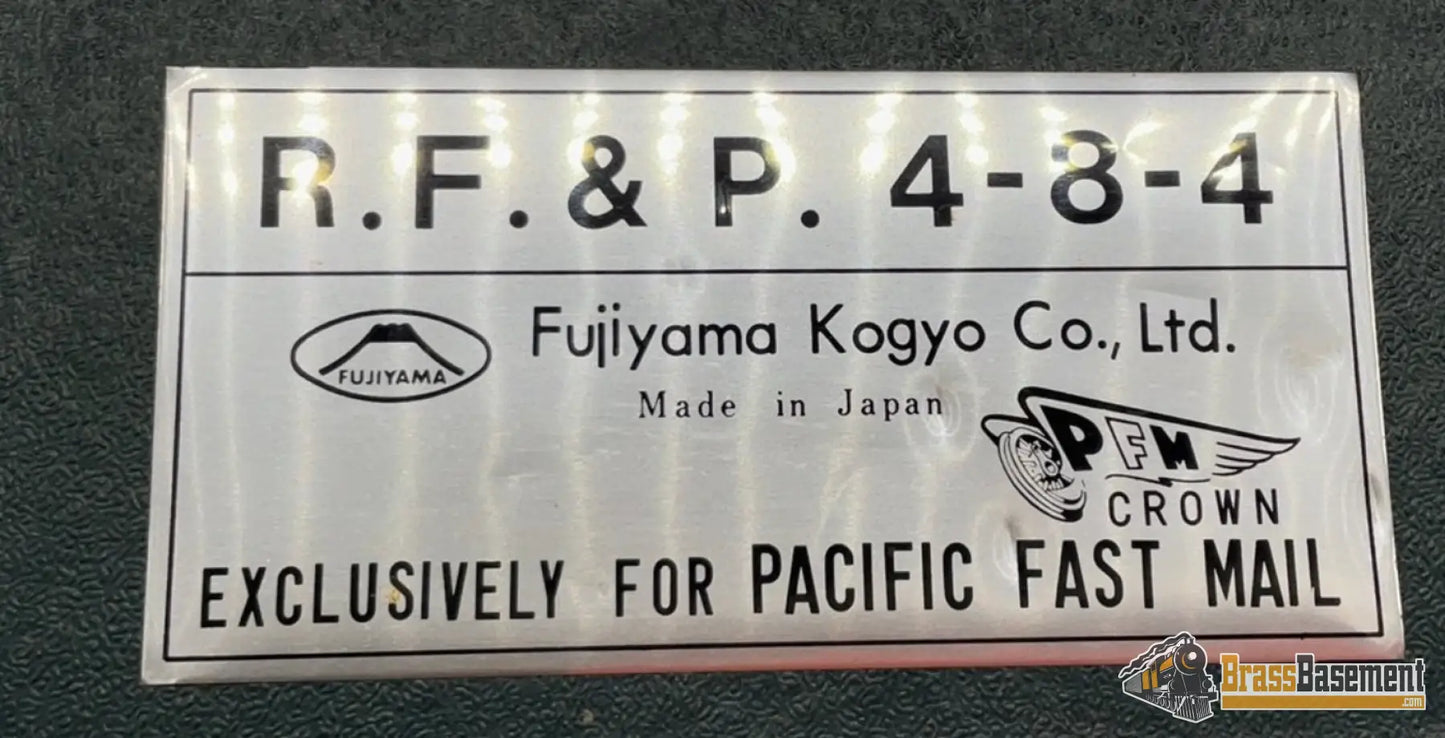 R.F.& P. 4-8-4
FUJIYAMA
Fujiyama Kogyo Co., Ltd.
Made in Japan
PFM
CROWN
EXCLUSIVELY FOR PACIFIC FAST MAIL
BrassBasement
.com